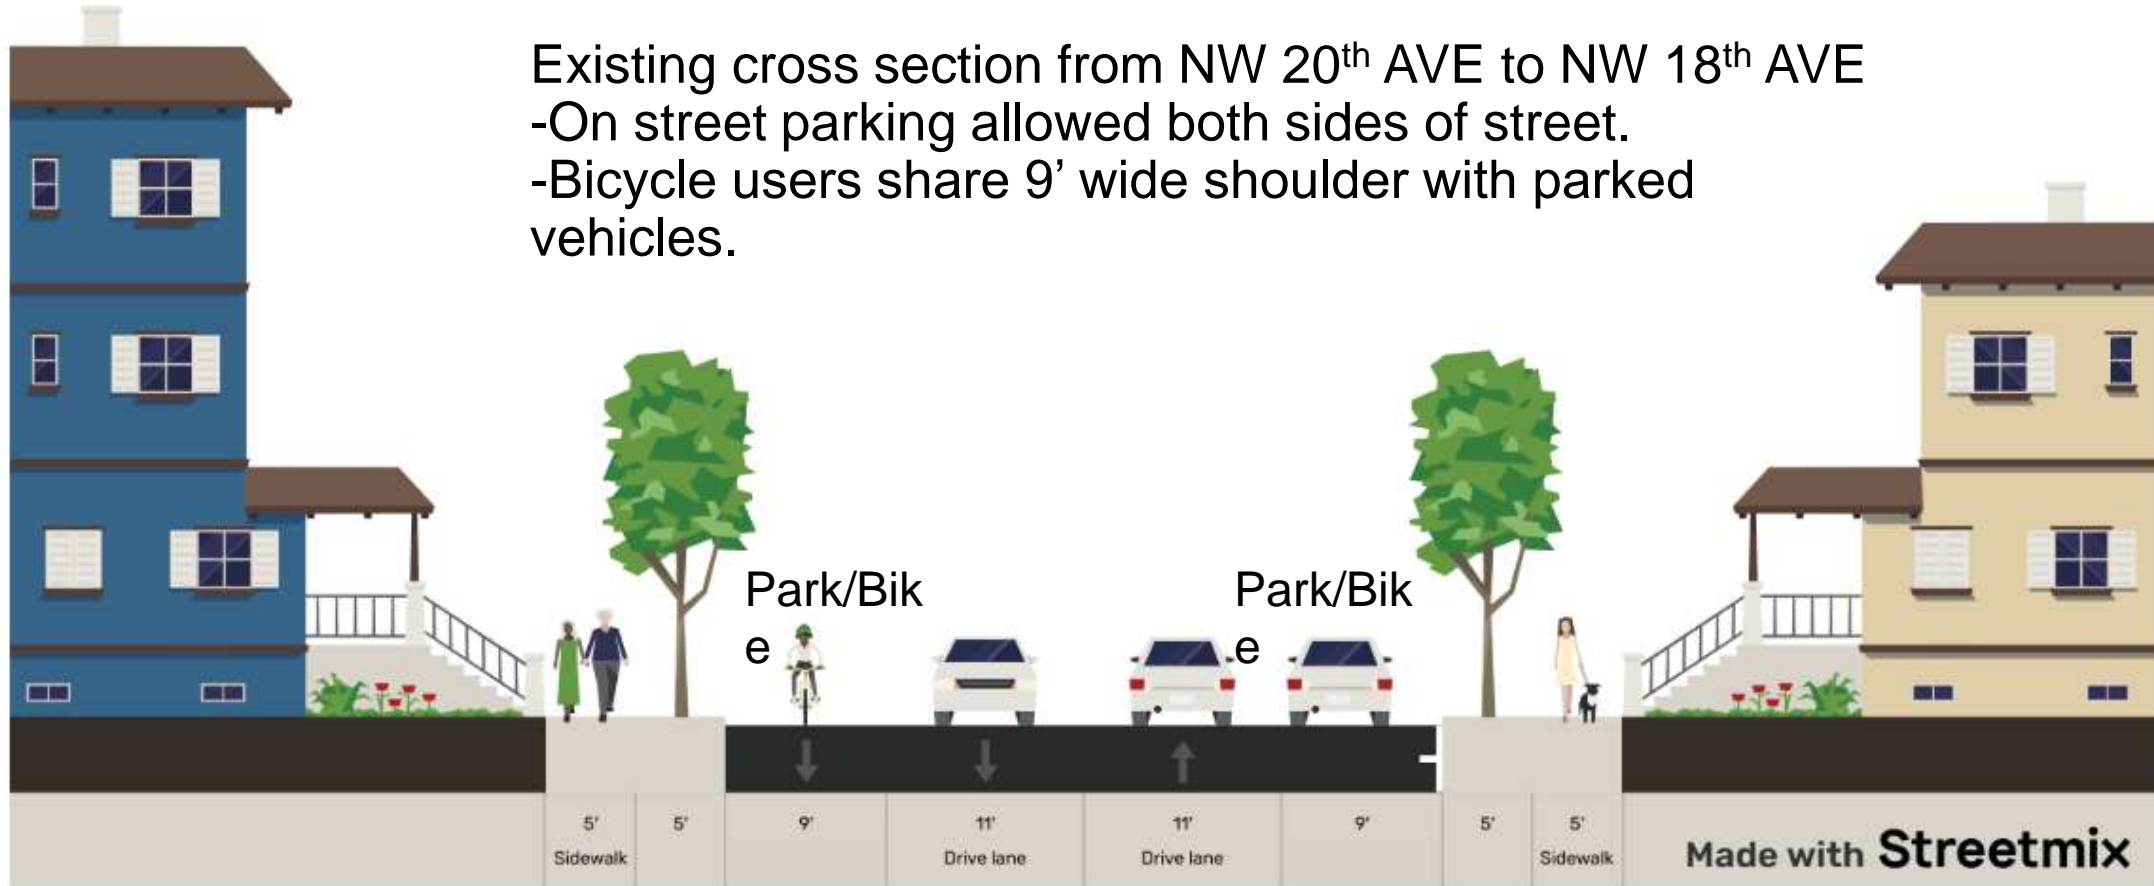 Existing cross section from NW 20th AVE to NW 18th AVE
-On street parking allowed both sides of street.
-Bicycle users share 9’ wide shoulder with parked
vehicles.
Park/Bik
e
Park/Bik
e
5' 5' 9' 11' 11' 9' 5' 5'
Sidewalk Drive lane Drive lane Sidewalk
Made with Streetmix